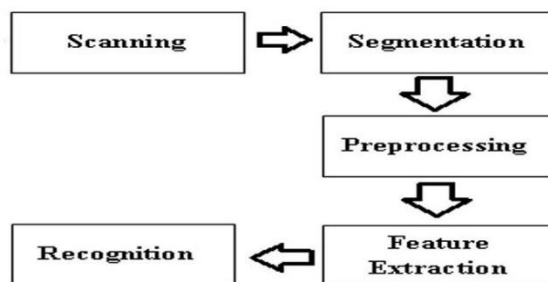 Scanning
Segmentation
Preprocessing
Feature
Extraction
Recognition